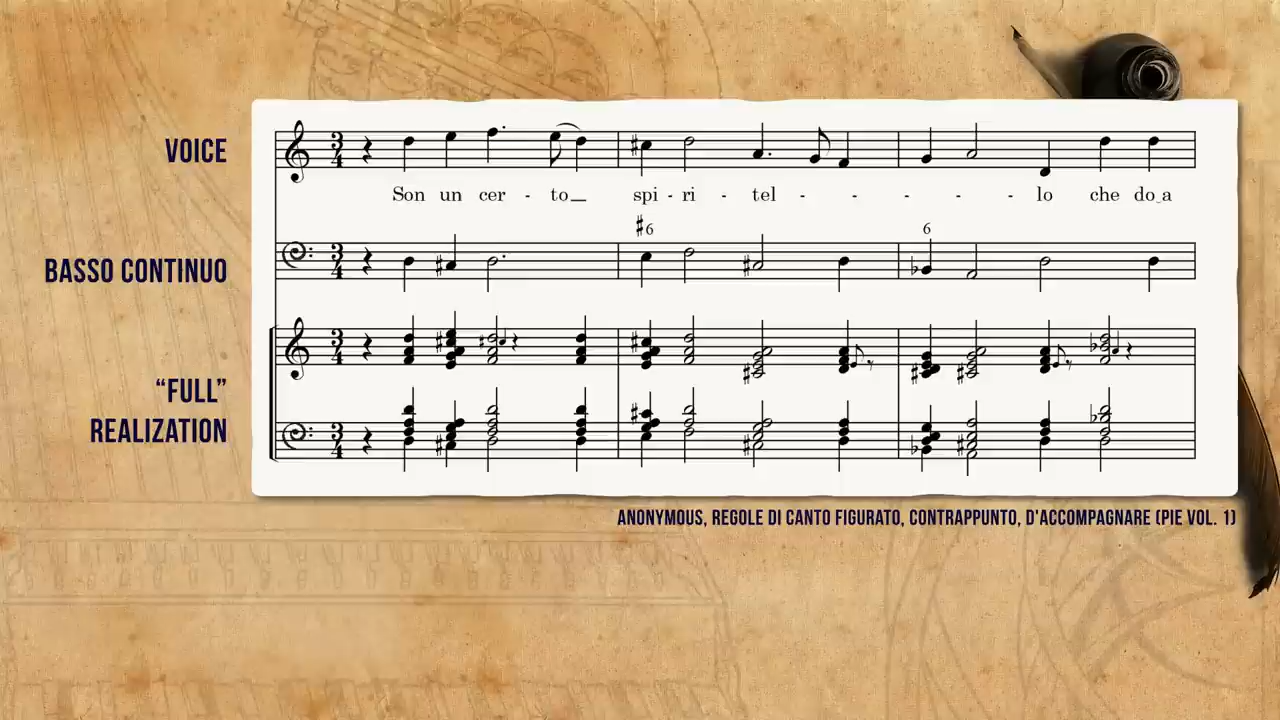 VOICE
Son un cer - to_ spi - ri - tel - - - - - lo che do‿a
♯6 6
BASSO CONTINUO
"FULL"
REALIZATION
ANONYMOUS, REGOLE DI CANTO FIGURATO, CONTRAPPUNTO, D'ACCOMPAGNARE (PIE VOL. 1)